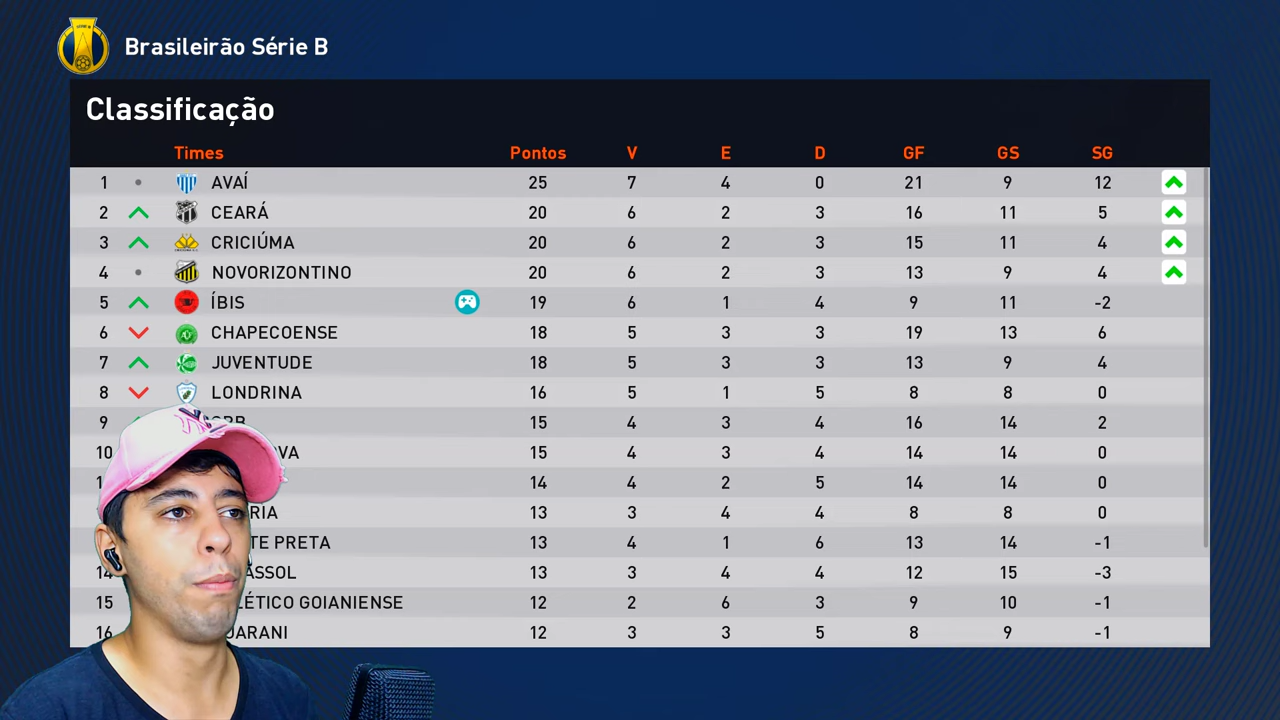 Brasileirão Série B
Classificação
Times Pontos V E D GF GS SG
1 AVAÍ 25 7 4 0 21 9 12
2 CEARÁ 20 6 2 3 16 11 5
3 CRICIÚMA 20 6 2 3 15 11 4
4 NOVORIZONTINO 20 6 2 3 13 9 4
5 ÍBIS 19 6 1 4 9 11 -2
6 CHAPECOENSE 18 5 3 3 19 13 6
7 JUVENTUDE 18 5 3 3 13 9 4
8 LONDRINA 16 5 1 5 8 8 0
9 15 4 3 4 16 14 2
10 15 4 3 4 14 14 0
14 4 2 5 14 14 0
13 3 4 4 8 8 0
PRETA 13 4 1 6 13 14 -1
14 13 3 4 4 12 15 -3
15 GOIANIENSE 12 2 6 3 9 10 -1
16 12 3 3 5 8 9 -1